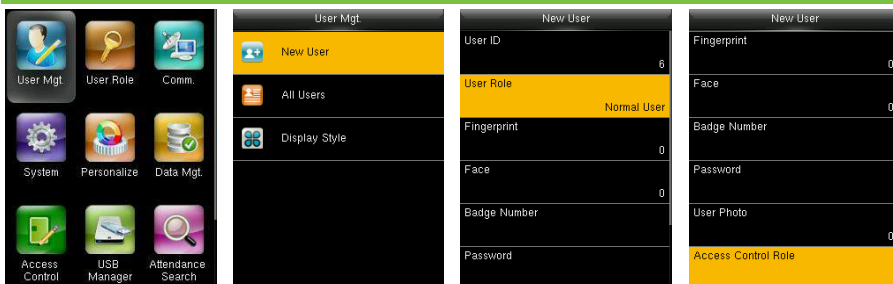 User Mgt.
User Role
Comm.
System
Personalize
Data Mgt.
Access
Control
USB
Manager
Attendance
Search
User Mgt.
New User
All Users
Display Style
New User
User ID
6
User Role
Normal User
Fingerprint
0
Face
0
Badge Number
Password
New User
Fingerprint
0
Face
0
Badge Number
Password
User Photo
0
Access Control Role